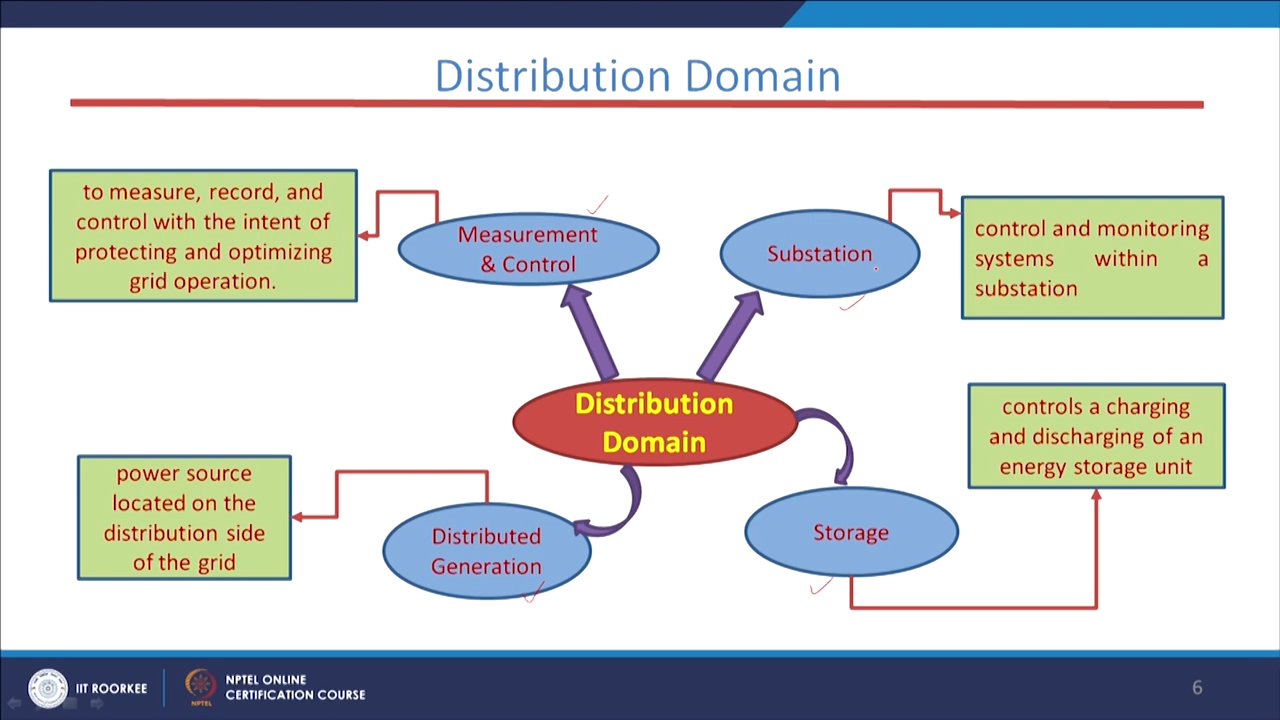 Distribution Domain
to measure, record, and
control with the intent of
protecting and optimizing
grid operation.
Measurement
& Control
Substation
control and monitoring
systems within a
substation
Distribution
Domain
power source
located on the
distribution side
of the grid
Distributed
Generation
Storage
controls a charging
and discharging of an
energy storage unit
IIT ROORKEE
NPTEL
NPTEL ONLINE
CERTIFICATION COURSE
6